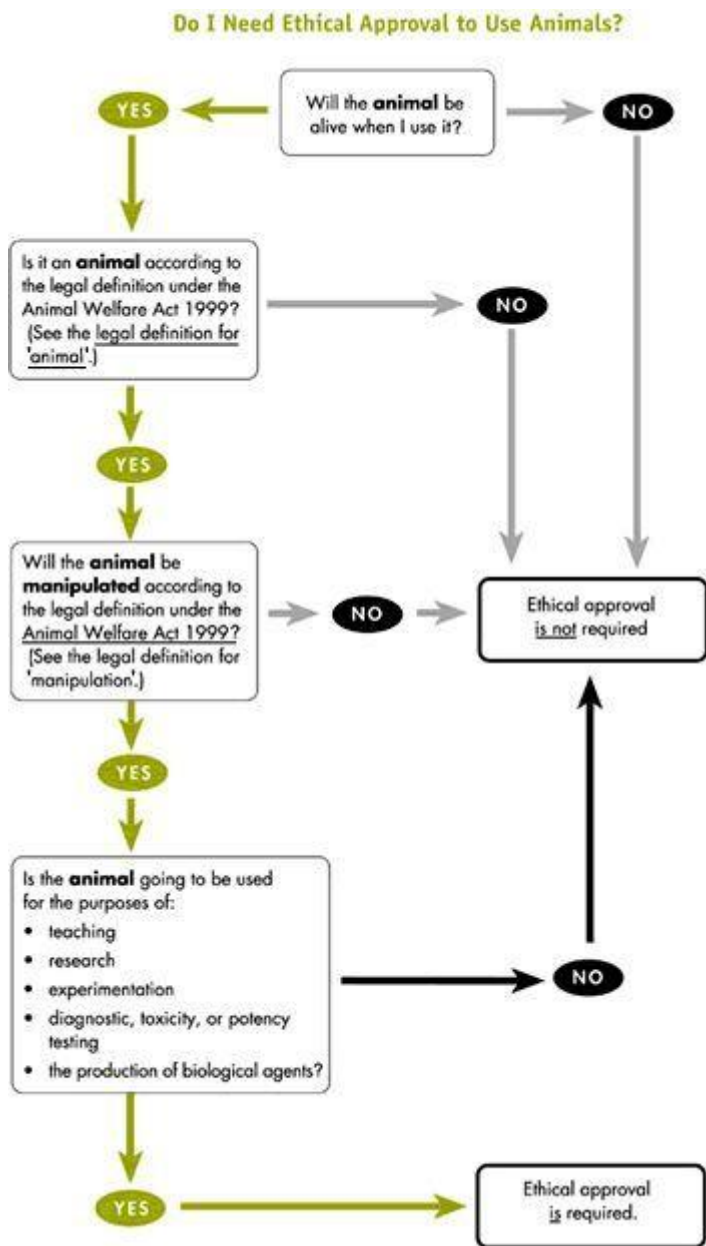 Do I Need Ethical Approval to Use Animals?
YES
Will the animal be
alive when I use it?
NO
Is it an animal according to
the legal definition under the
Animal Welfare Act 1999?
(See the legal definition for
'animal'.)
NO
YES
Will the animal be
manipulated according to
the legal definition under the
Animal Welfare Act 1999?
(See the legal definition for
'manipulation'.)
NO
Ethical approval
is not required
YES
Is the animal going to be used
for the purposes of:
• teaching
• research
• experimentation
• diagnostic, toxicity, or potency
testing
• the production of biological agents?
NO
YES
Ethical approval
is required.